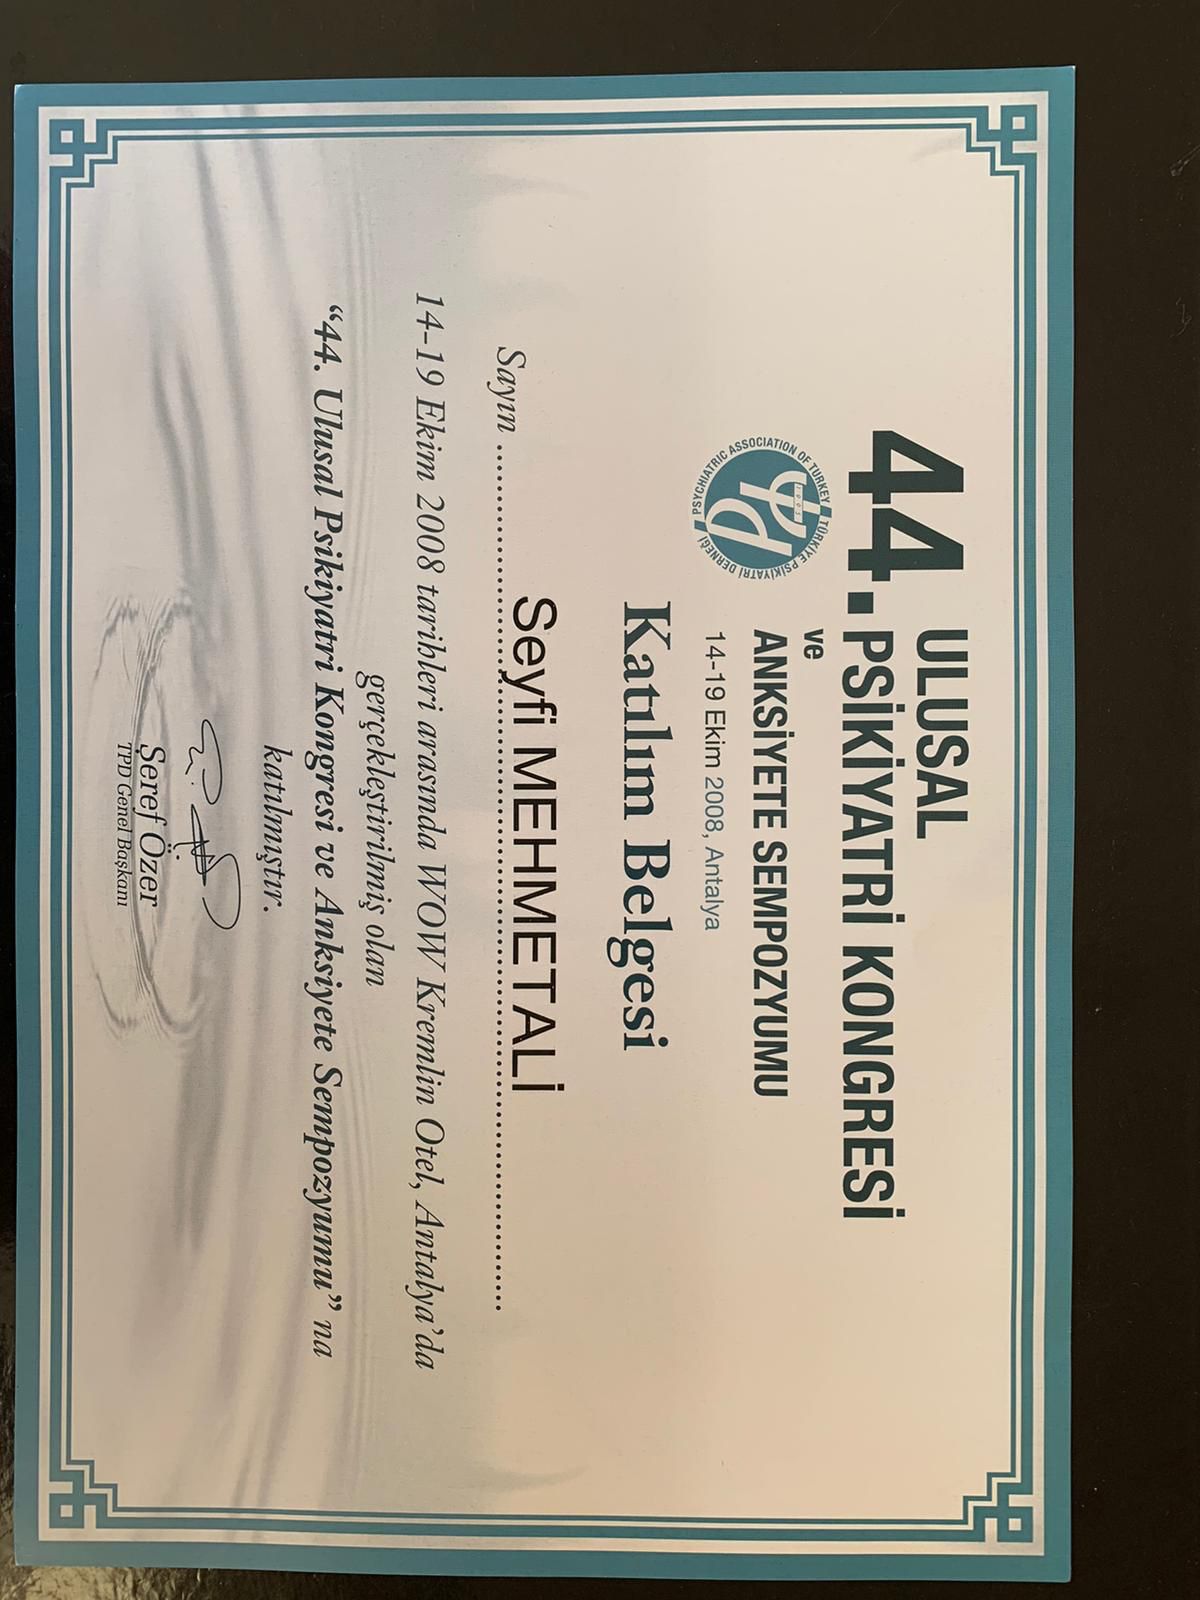 44. ULUSAL
PSİKİYATRİ KONGRESİ
ve
ANKSİYETE SEMPOZYUMU
14-19 Ekim 2008, Antalya
PSYCHIATRIC ASSOCIATION OF TURKEY
TÜRKİYE PSİKİYATRİ DERNEĞİ
1995
Katılım Belgesi
Seyfi MEHMETALİ
Sayın ................................................................
14-19 Ekim 2008 tarihleri arasında WOW Kremlin Otel, Antalya'da
gerçekleştirilmiş olan
“44. Ulusal Psikiyatri Kongresi ve Anksiyete Sempozyumu” na
katılmıştır.
Şeref Özer
TPD Genel Başkanı